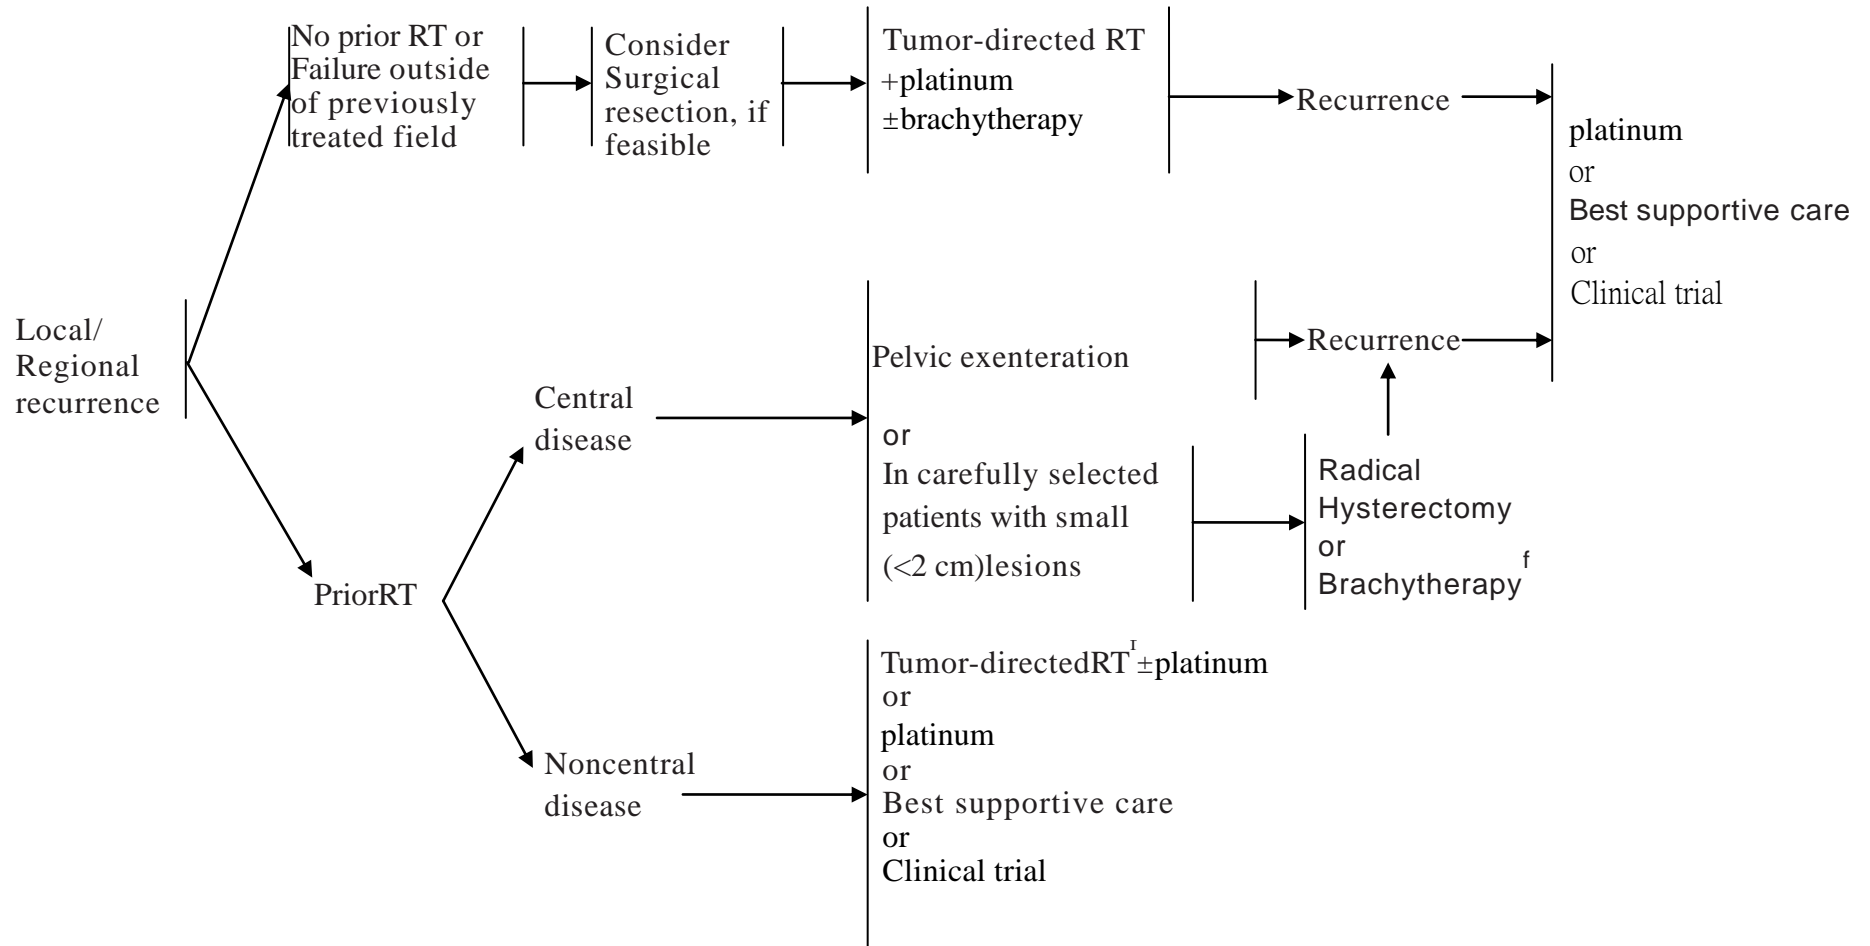 No prior RT or
Failure outside
of previously
treated field
Consider
Surgical
resection, if
feasible
Tumor-directed RT
+platinum
±brachytherapy
Recurrence
platinum
or
Best supportive care
or
Clinical trial
Local/
Regional
recurrence
Pelvic exenteration
Recurrence
Central
disease
or
In carefully selected
patients with small
(<2 cm)lesions
Radical
Hysterectomy
or
Brachytherapy f
PriorRT
Tumor-directedRT ±platinum
or
platinum
or
Best supportive care
or
Clinical trial
Noncentral
disease